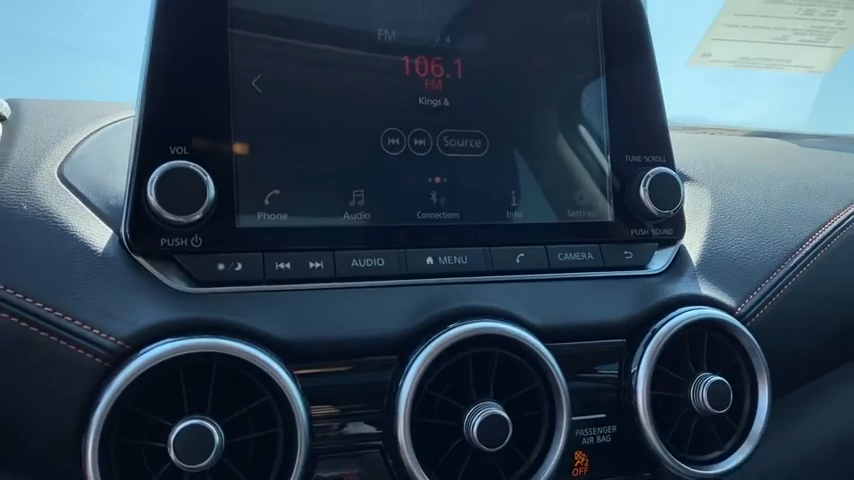 FM
106.1
FM
Kings &
Source
VOL
TUNE·SCROLL
Phone
Audio
Connections
Info
Settings
PUSH
PUSH SOUND
AUDIO
MENU
CAMERA
PASSENGER
AIR BAG
OFF